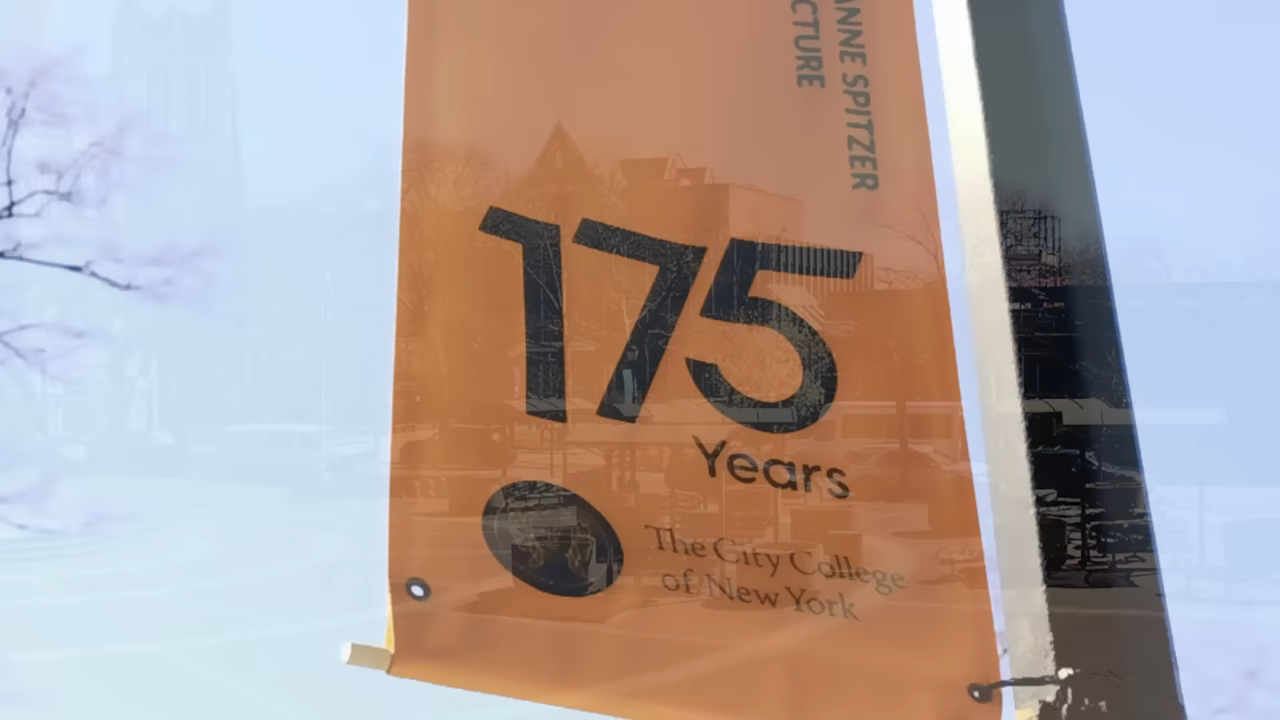 ANNE SPITZER
CTURE
175
Years
The City College
of New York